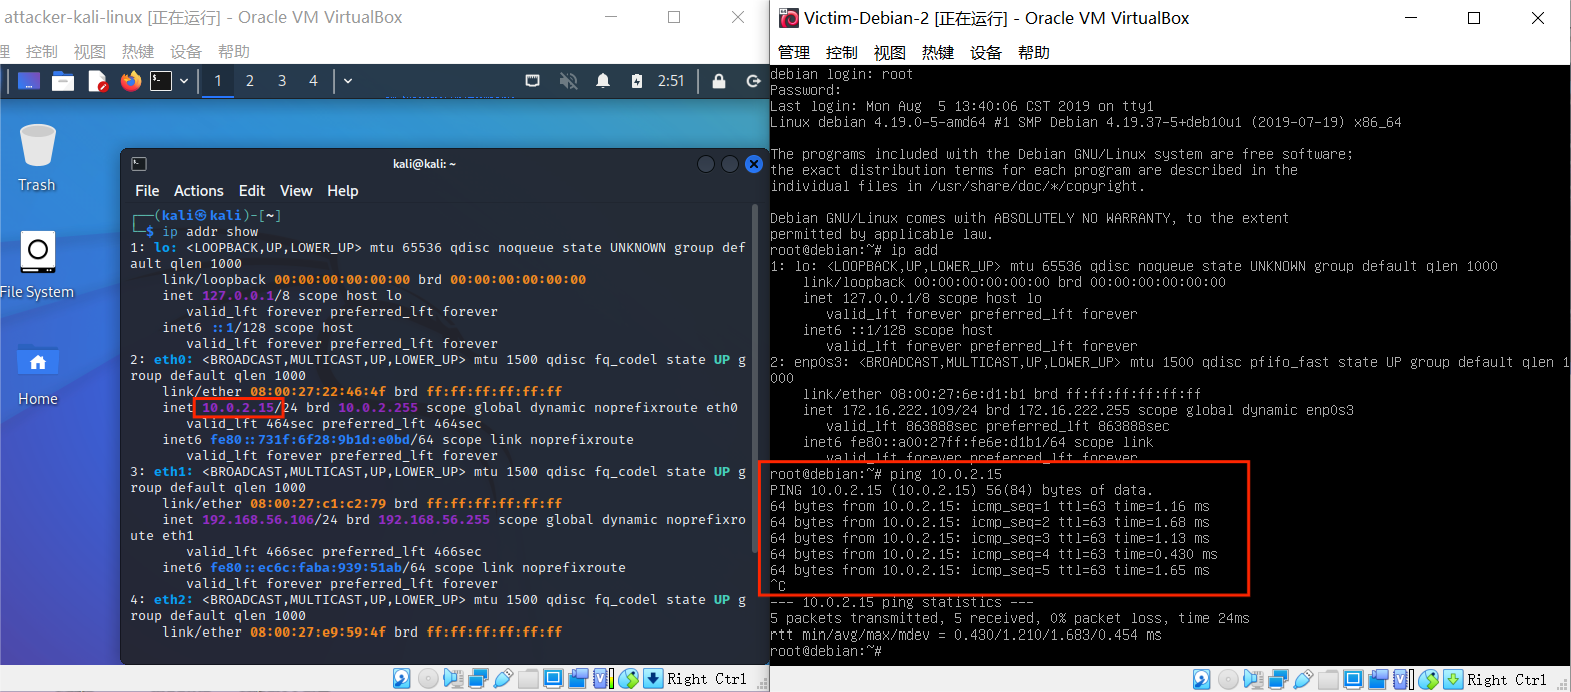 attacker-kali-linux [正在运行] - Oracle VM VirtualBox
理 控制 视图 热键 设备 帮助
1 2 3 4 2:51
Trash
File System
Home
kali@kali: ~
File Actions Edit View Help
┌──(kali㉿kali)-[~]
└─$ ip addr show
1: lo: <LOOPBACK,UP,LOWER_UP> mtu 65536 qdisc noqueue state UNKNOWN group def
ault qlen 1000
link/loopback 00:00:00:00:00:00 brd 00:00:00:00:00:00
inet 127.0.0.1/8 scope host lo
valid_lft forever preferred_lft forever
inet6 ::1/128 scope host
valid_lft forever preferred_lft forever
2: eth0: <BROADCAST,MULTICAST,UP,LOWER_UP> mtu 1500 qdisc fq_codel state UP g
roup default qlen 1000
link/ether 08:00:27:22:46:4f brd ff:ff:ff:ff:ff:ff
inet 10.0.2.15/24 brd 10.0.2.255 scope global dynamic noprefixroute eth0
valid_lft 464sec preferred_lft 464sec
inet6 fe80::731f:6f28:9b1d:e0bd/64 scope link noprefixroute
valid_lft forever preferred_lft forever
3: eth1: <BROADCAST,MULTICAST,UP,LOWER_UP> mtu 1500 qdisc fq_codel state UP g
roup default qlen 1000
link/ether 08:00:27:c1:c2:79 brd ff:ff:ff:ff:ff:ff
inet 192.168.56.106/24 brd 192.168.56.255 scope global dynamic noprefixro
ute eth1
valid_lft 466sec preferred_lft 466sec
inet6 fe80::ec6c:faba:939:51ab/64 scope link noprefixroute
valid_lft forever preferred_lft forever
4: eth2: <BROADCAST,MULTICAST,UP,LOWER_UP> mtu 1500 qdisc fq_codel state UP g
roup default qlen 1000
link/ether 08:00:27:e9:59:4f brd ff:ff:ff:ff:ff:ff
Right Ctrl
Victim-Debian-2 [正在运行] - Oracle VM VirtualBox
管理 控制 视图 热键 设备 帮助
debian login: root
Password:
Last login: Mon Aug  5 13:40:06 CST 2019 on tty1
Linux debian 4.19.0-5-amd64 #1 SMP Debian 4.19.37-5+deb10u1 (2019-07-19) x86_64
The programs included with the Debian GNU/Linux system are free software;
the exact distribution terms for each program are described in the
individual files in /usr/share/doc/*/copyright.
Debian GNU/Linux comes with ABSOLUTELY NO WARRANTY, to the extent
permitted by applicable law.
root@debian:~# ip add
1: lo: <LOOPBACK,UP,LOWER_UP> mtu 65536 qdisc noqueue state UNKNOWN group default qlen 1000
link/loopback 00:00:00:00:00:00 brd 00:00:00:00:00:00
inet 127.0.0.1/8 scope host lo
valid_lft forever preferred_lft forever
inet6 ::1/128 scope host
valid_lft forever preferred_lft forever
2: enp0s3: <BROADCAST,MULTICAST,UP,LOWER_UP> mtu 1500 qdisc pfifo_fast state UP group default qlen 1
000
link/ether 08:00:27:6e:d1:b1 brd ff:ff:ff:ff:ff:ff
inet 172.16.222.109/24 brd 172.16.222.255 scope global dynamic enp0s3
valid_lft 863888sec preferred_lft 863888sec
inet6 fe80::a00:27ff:fe6e:d1b1/64 scope link
valid_lft forever preferred_lft forever
root@debian:~# ping 10.0.2.15
PING 10.0.2.15 (10.0.2.15) 56(84) bytes of data.
64 bytes from 10.0.2.15: icmp_seq=1 ttl=63 time=1.16 ms
64 bytes from 10.0.2.15: icmp_seq=2 ttl=63 time=1.68 ms
64 bytes from 10.0.2.15: icmp_seq=3 ttl=63 time=1.13 ms
64 bytes from 10.0.2.15: icmp_seq=4 ttl=63 time=0.430 ms
64 bytes from 10.0.2.15: icmp_seq=5 ttl=63 time=1.65 ms
^C
--- 10.0.2.15 ping statistics ---
5 packets transmitted, 5 received, 0% packet loss, time 24ms
rtt min/avg/max/mdev = 0.430/1.210/1.683/0.454 ms
root@debian:~#
Right Ctrl